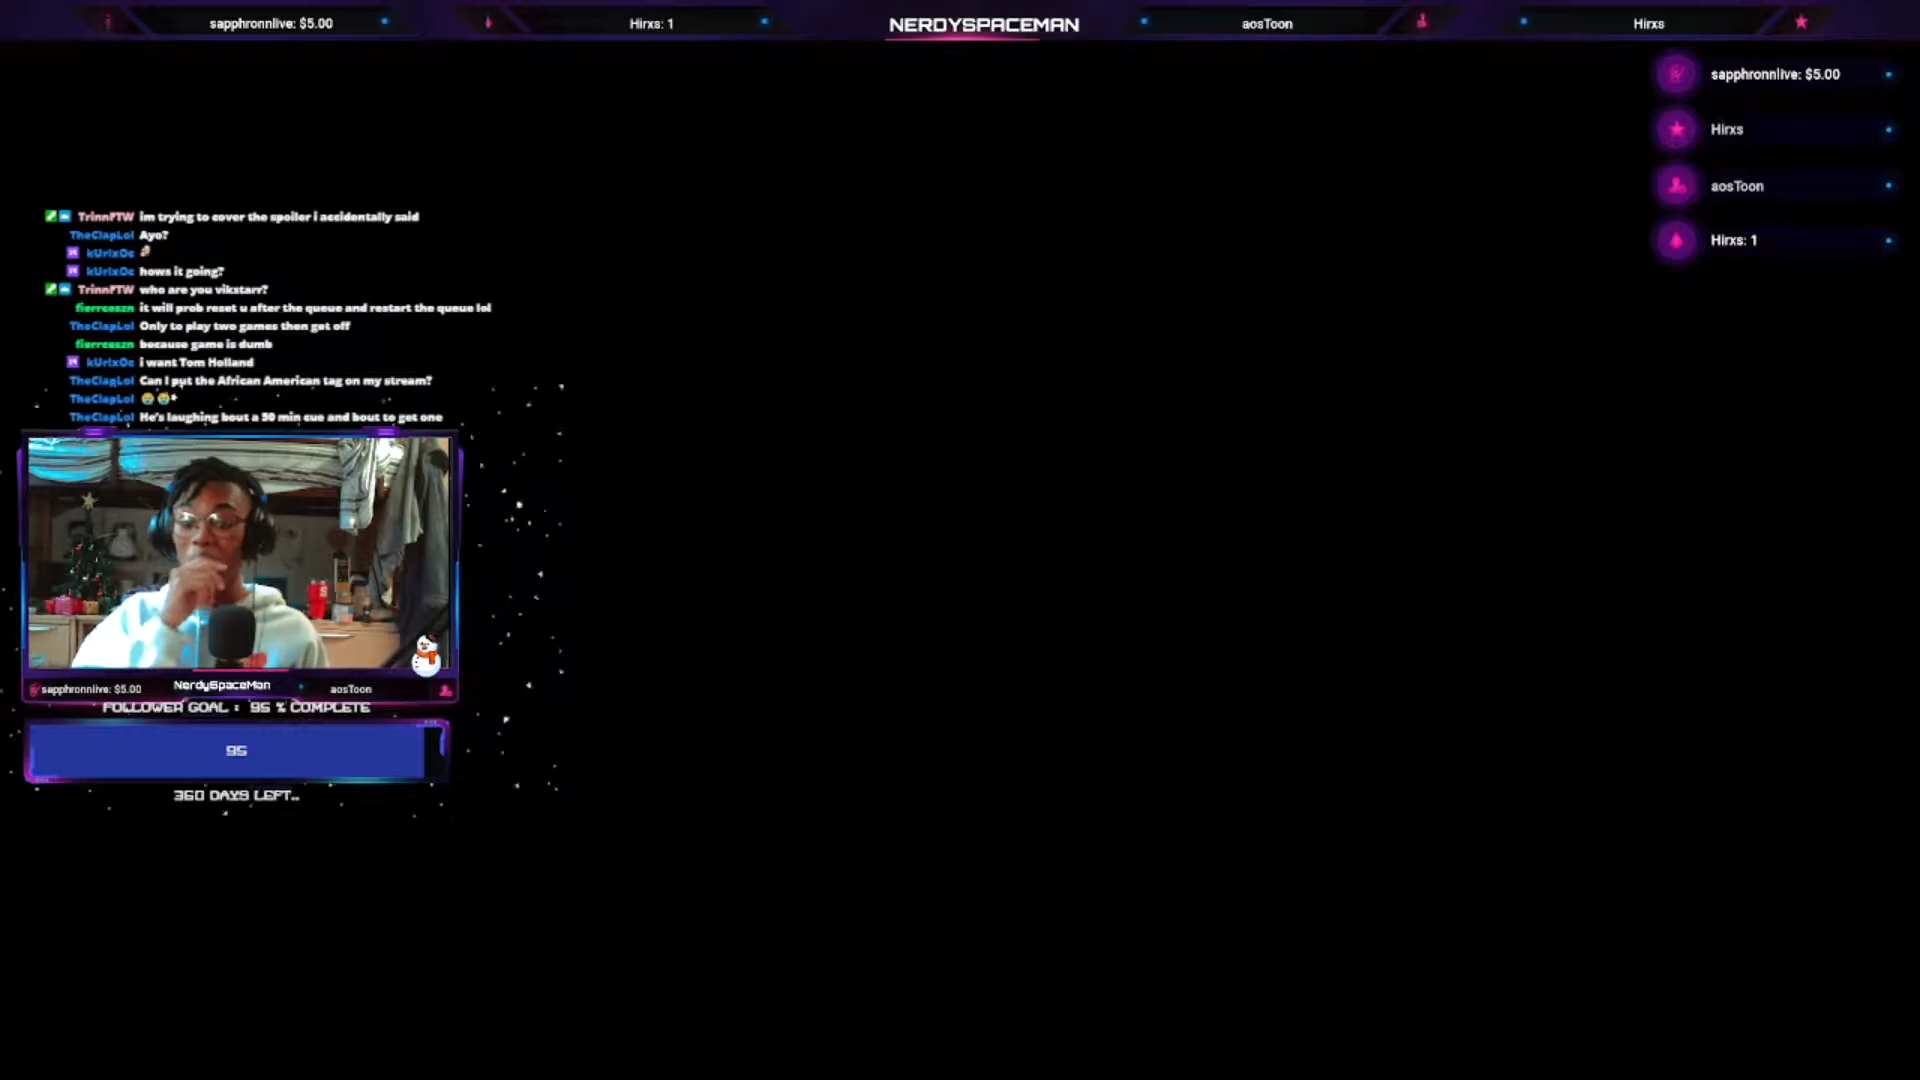 sapphronnlive: $5.00
Hirxs: 1
NERDYSPACEMAN
aosToon
Hirxs
sapphronnlive: $5.00
Hirxs
aosToon
Hirxs: 1
TrinnFTW im trying to cover the spoiler i accidentally said
TheClapLol Ayo?
kUrixOc
kUrixOc hows it going?
TrinnFTW who are you vikstarr?
fierrceszn it will prob reset u after the queue and restart the queue lol
TheClapLol Only to play two games then get off
fierrceszn because game is dumb
kUrixOc i want Tom Holland
TheClapLol Can I put the African American tag on my stream?
TheClapLol
TheClapLol He's laughing bout a 50 min cue and bout to get one
sapphronnlive: $5.00
NerdySpaceMan
aosToon
FOLLOWER GOAL : 95 % COMPLETE
95
360 DAYS LEFT..